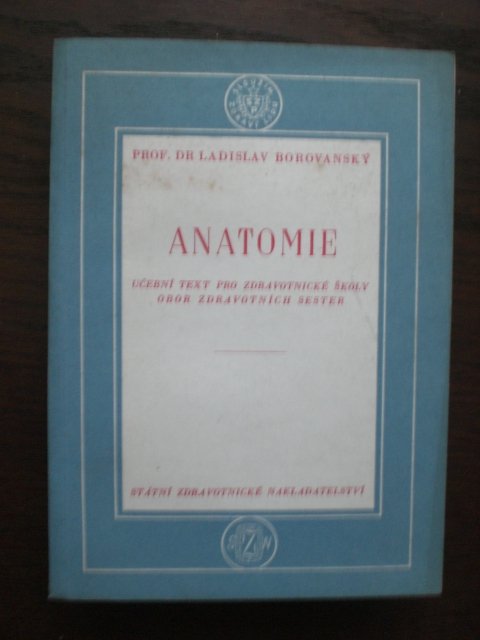 PROF. DR LADISLAV BOROVANSKÝ
ANATOMIE
UČEBNÍ TEXT PRO ZDRAVOTNICKÉ ŠKOLY
OBOR ZDRAVOTNÍCH SESTER
STÁTNÍ ZDRAVOTNICKÉ NAKLADATELSTVÍ